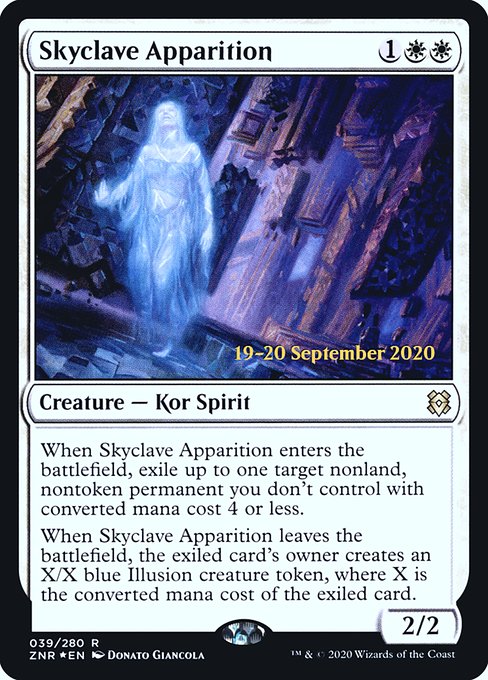 Skyclave Apparition 1
19–20 September 2020
Creature — Kor Spirit
When Skyclave Apparition enters the
battlefield, exile up to one target nonland,
nontoken permanent you don't control with
converted mana cost 4 or less.
When Skyclave Apparition leaves the
battlefield, the exiled card's owner creates an
X/X blue Illusion creature token, where X is
the converted mana cost of the exiled card.
2/2
039/280 R
ZNR ★ EN Donato Giancola
™ & © 2020 Wizards of the Coast